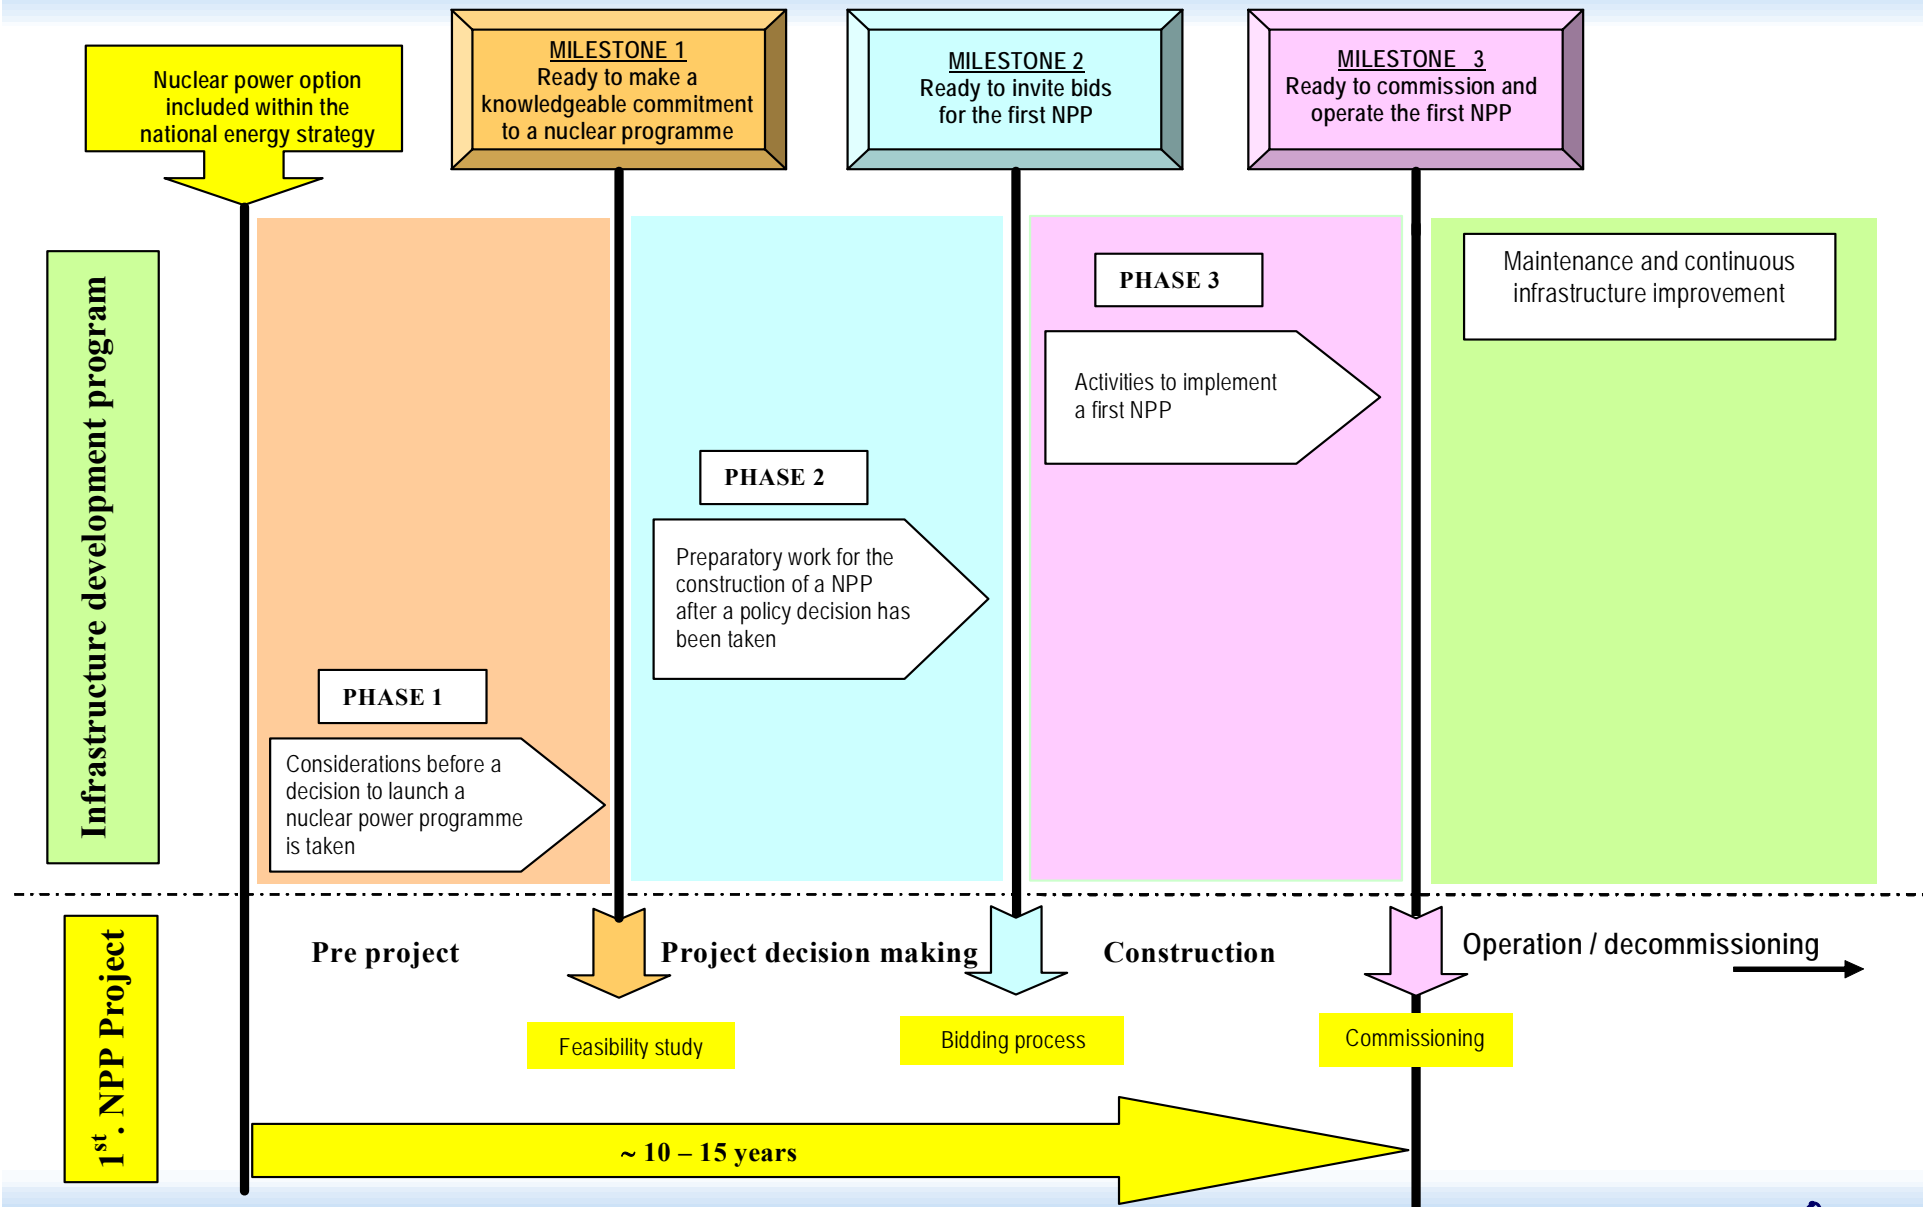 Nuclear power option
included within the
national energy strategy
MILESTONE 1
Ready to make a
knowledgeable commitment
to a nuclear programme
MILESTONE 2
Ready to invite bids
for the first NPP
MILESTONE 3
Ready to commission and
operate the first NPP
Infrastructure development program
PHASE 1
Considerations before a
decision to launch a
nuclear power programme
is taken
PHASE 2
Preparatory work for the
construction of a NPP
after a policy decision has
been taken
PHASE 3
Activities to implement
a first NPP
Maintenance and continuous
infrastructure improvement
1st . NPP Project
Pre project
Project decision making
Construction
Operation / decommissioning
Feasibility study
Bidding process
Commissioning
~ 10 – 15 years